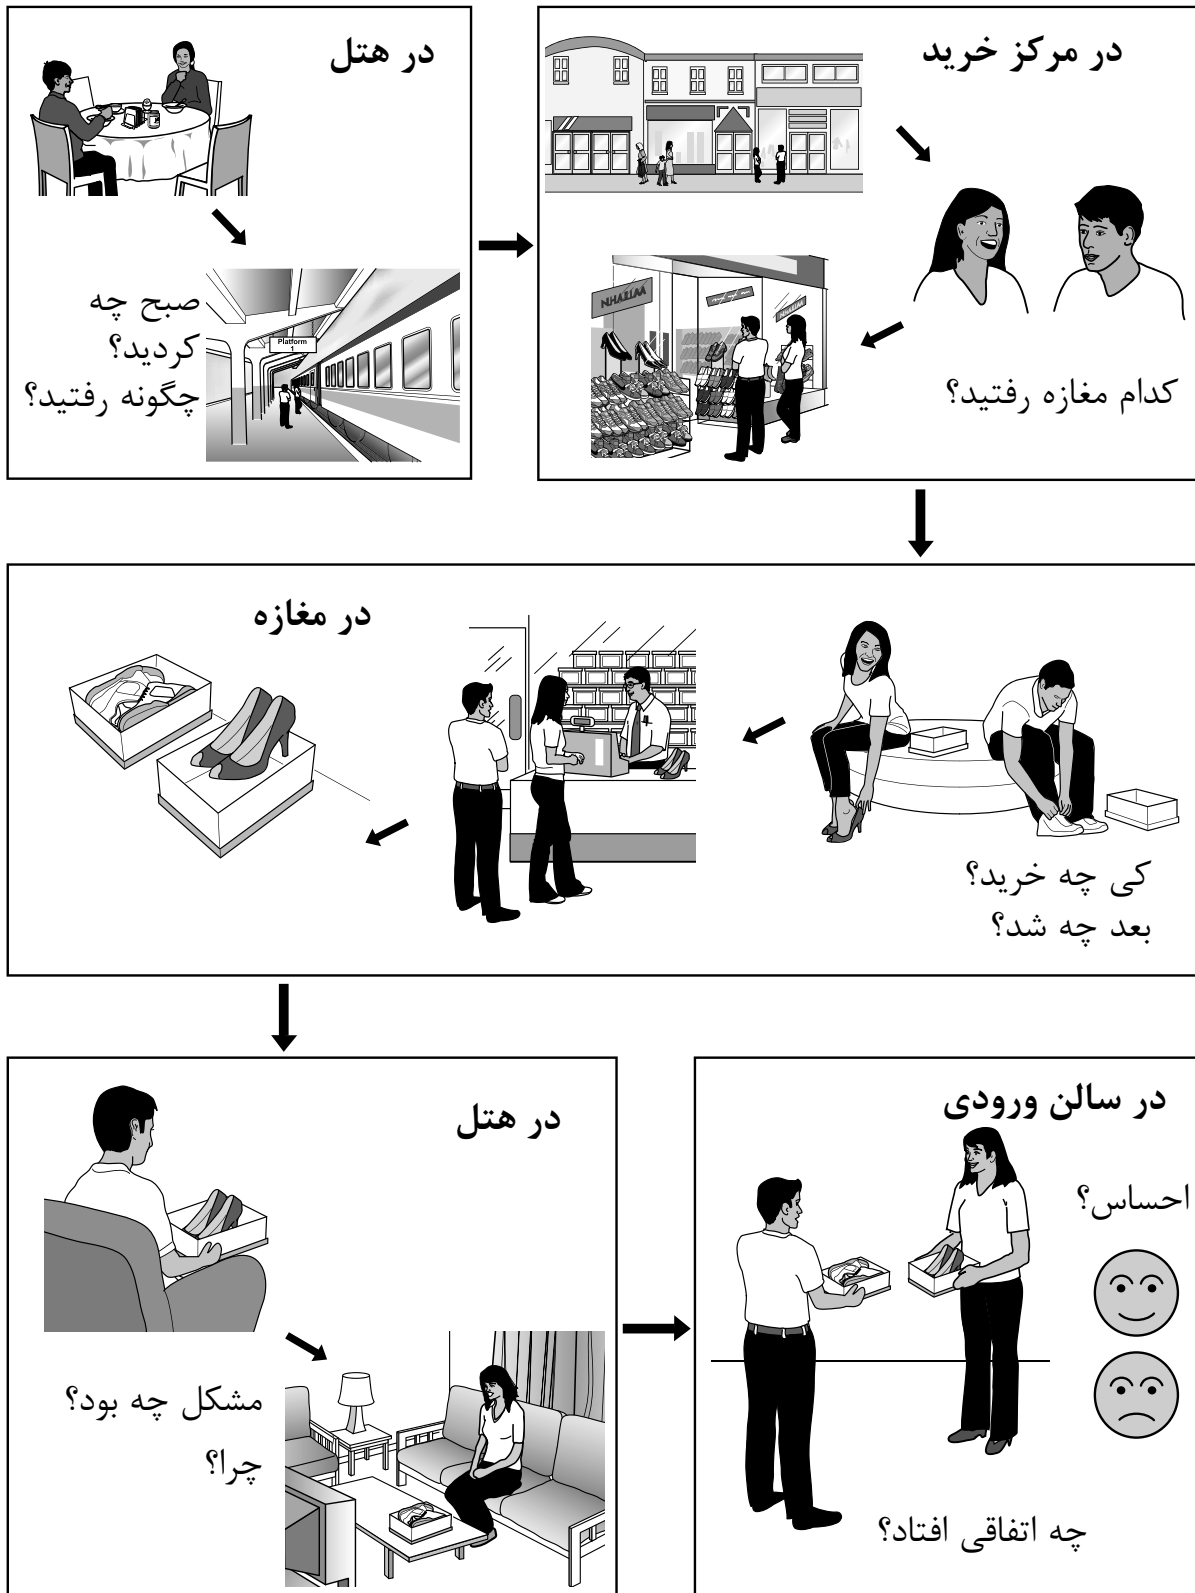 در هتل
صبح چه
کردید؟
چگونه رفتید؟
Platform
1
در مرکز خرید
کدام مغازه رفتید؟
در مغازه
کی چه خرید؟
بعد چه شد؟
در هتل
مشکل چه بود؟
چرا؟
در سالن ورودی
احساس؟
چه اتفاقی افتاد؟